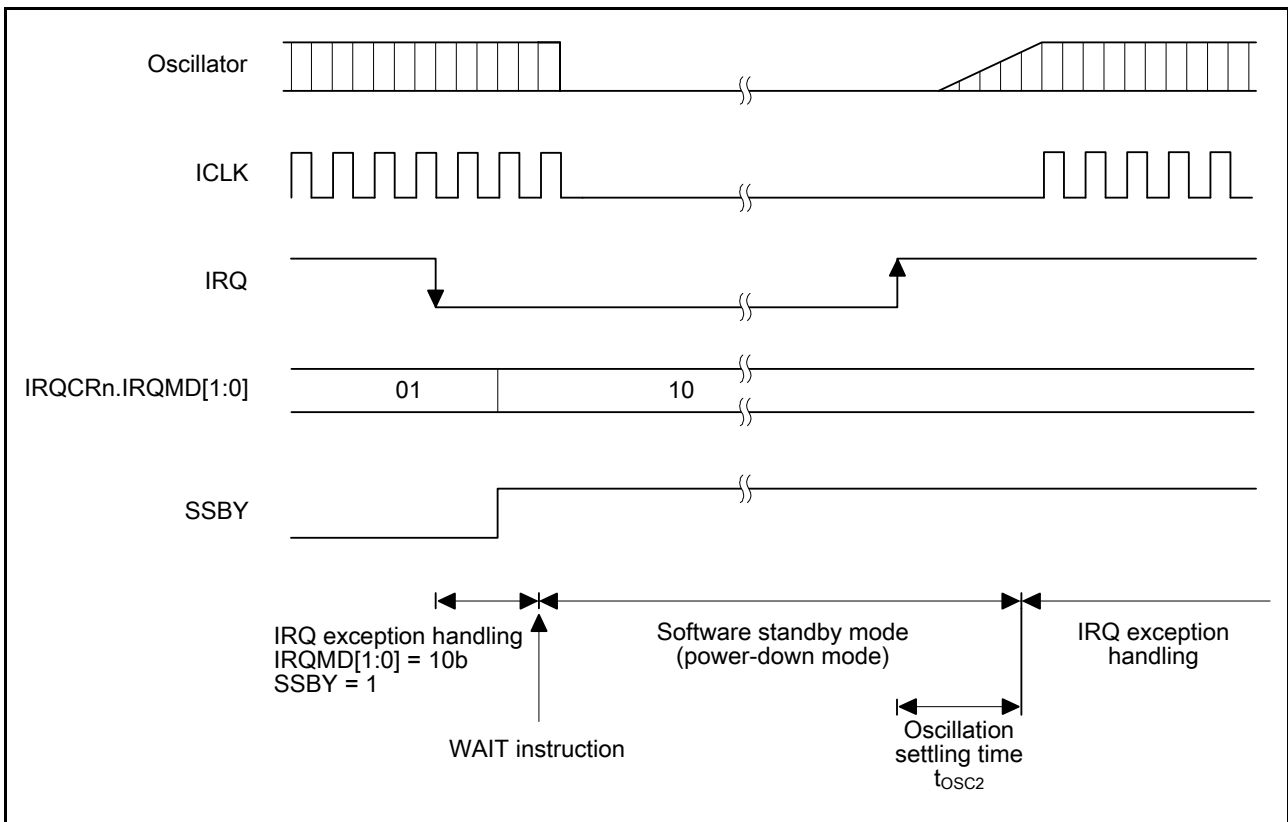 Oscillator
ICLK
IRQ
IRQCRn.IRQMD[1:0]
01
10
SSBY
IRQ exception handling
IRQMD[1:0] = 10b
SSBY = 1
WAIT instruction
Software standby mode
(power-down mode)
Oscillation
settling time
tOSC2
IRQ exception
handling